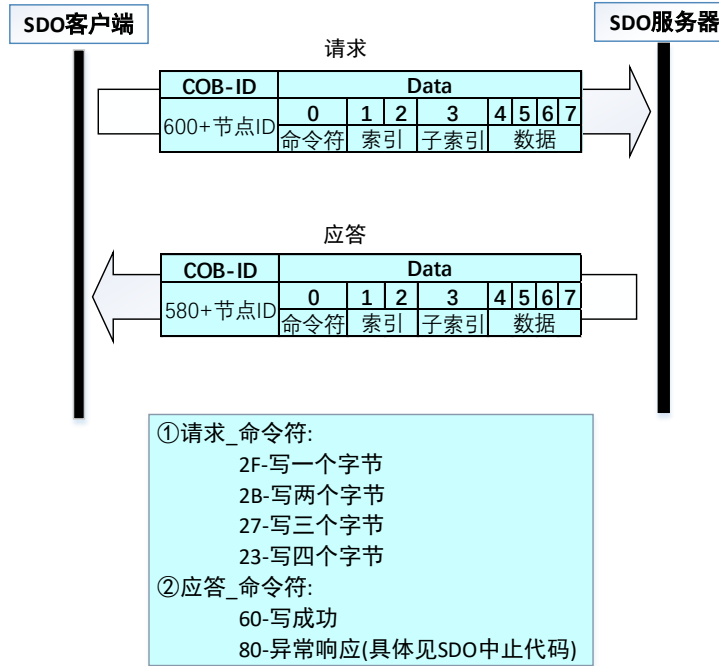 SDO客户端
SDO服务器
请求
COB-ID Data
600+节点ID 0 1 2 3 4 5 6 7
命令符 索引 子索引 数据
应答
COB-ID Data
580+节点ID 0 1 2 3 4 5 6 7
命令符 索引 子索引 数据
①请求_命令符:
2F-写一个字节
2B-写两个字节
27-写三个字节
23-写四个字节
②应答_命令符:
60-写成功
80-异常响应(具体见SDO中止代码)